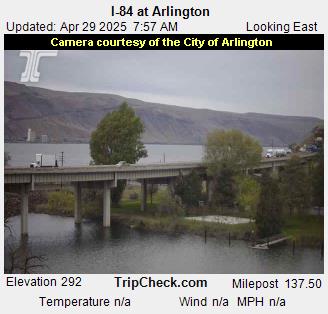 I-84 at Arlington
Updated: Apr 29 2025 7:57 AM Looking East
Camera courtesy of the City of Arlington
Elevation 292 TripCheck.com Milepost 137.50
Temperature n/a Wind n/a MPH n/a